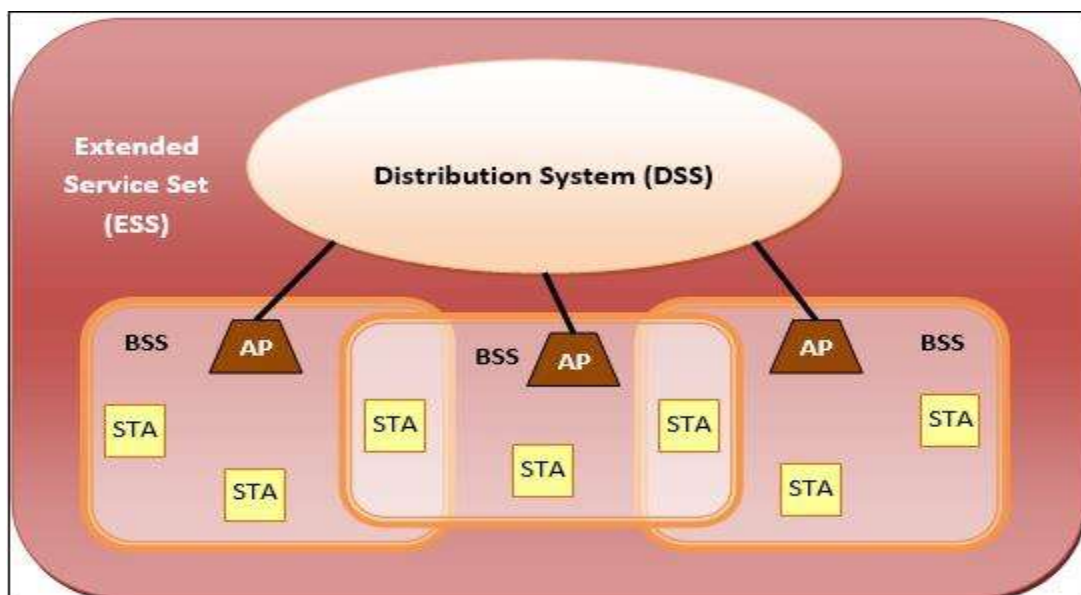 Extended
Service Set
(ESS)
Distribution System (DSS)
BSS
AP
BSS
AP
AP
BSS
STA
STA
STA
STA
STA
STA
STA